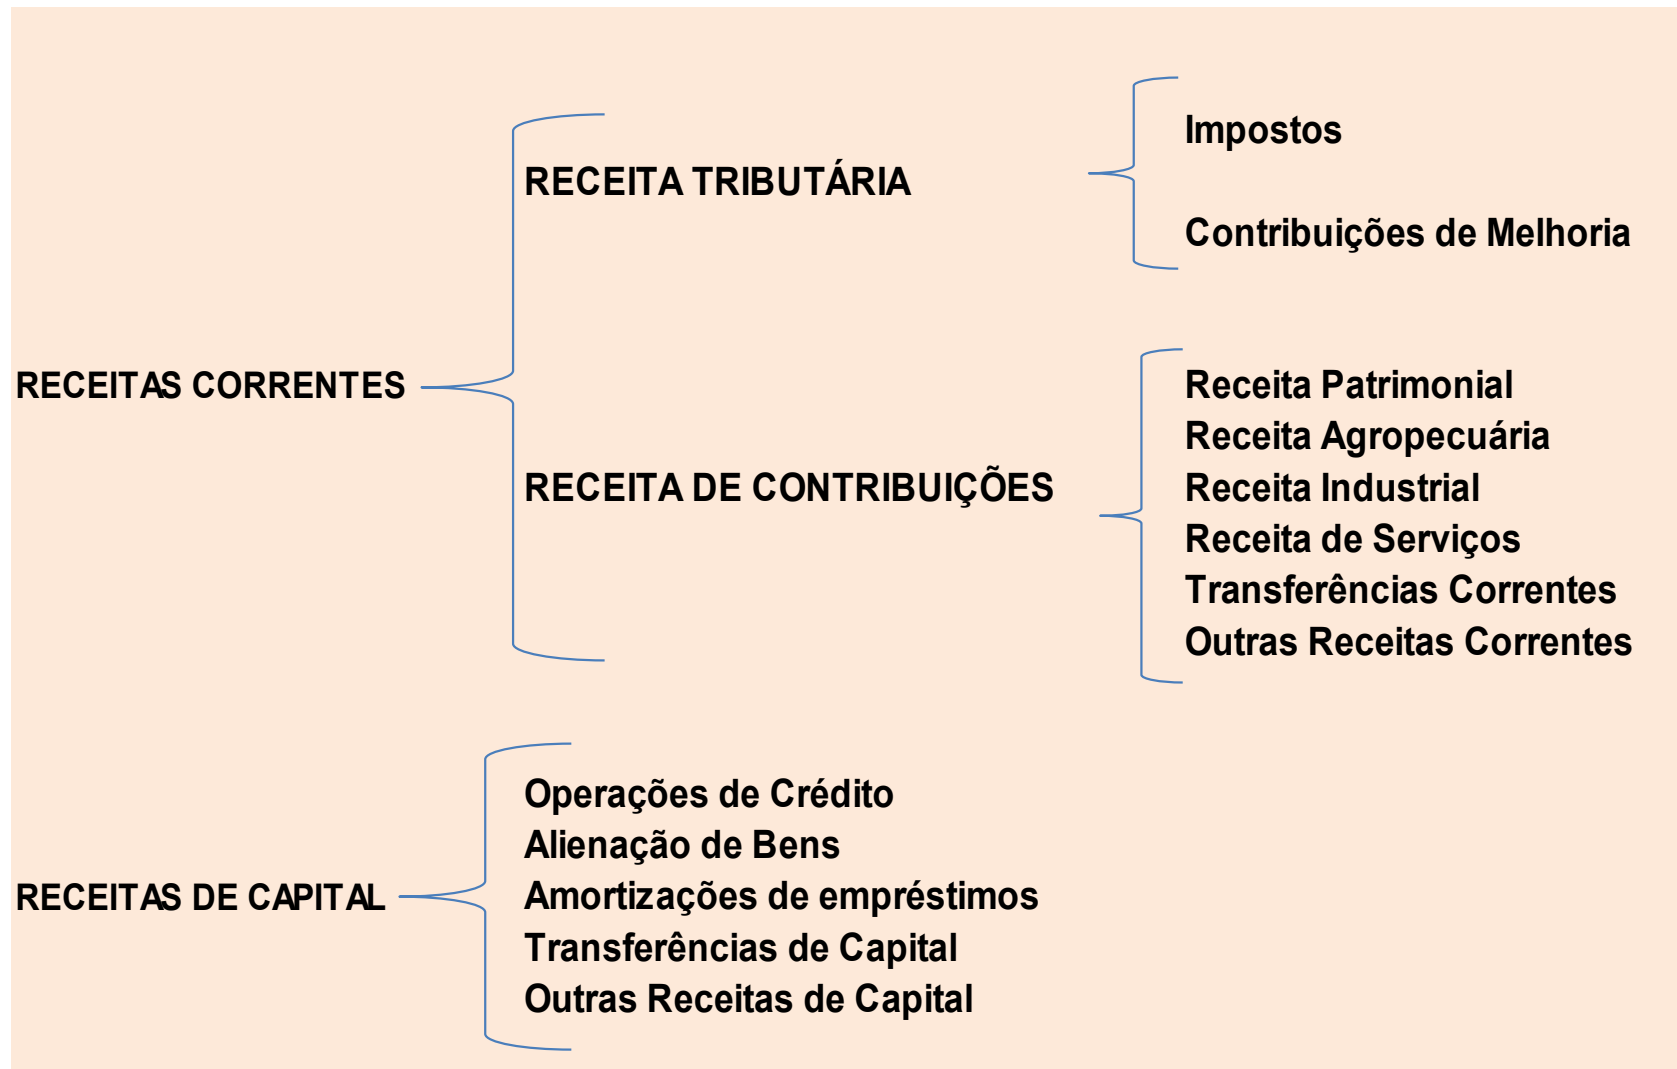 RECEITAS CORRENTES
RECEITA TRIBUTÁRIA
Impostos
Contribuições de Melhoria
RECEITA DE CONTRIBUIÇÕES
Receita Patrimonial
Receita Agropecuária
Receita Industrial
Receita de Serviços
Transferências Correntes
Outras Receitas Correntes
RECEITAS DE CAPITAL
Operações de Crédito
Alienação de Bens
Amortizações de empréstimos
Transferências de Capital
Outras Receitas de Capital